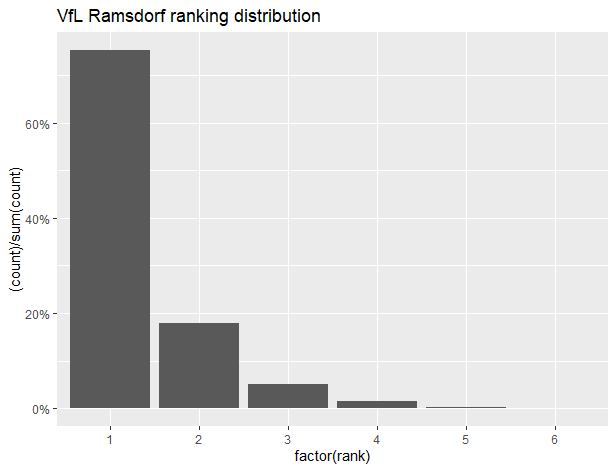 VfL Ramsdorf ranking distribution
(count)/sum(count)
60%
40%
20%
0%
1 2 3 4 5 6
factor(rank)